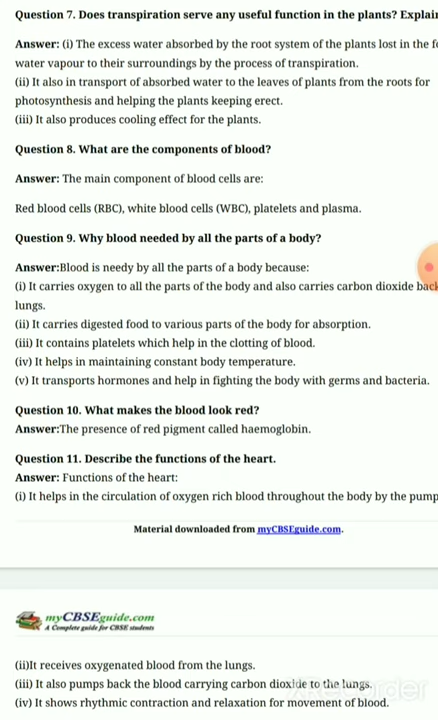 Question 7. Does transpiration serve any useful function in the plants? Explain
Answer: (i) The excess water absorbed by the root system of the plants lost in the
water vapour to their surroundings by the process of transpiration.
(ii) It also in transport of absorbed water to the leaves of plants from the roots for
photosynthesis and helping the plants keeping erect.
(iii) It also produces cooling effect for the plants.
Question 8. What are the components of blood?
Answer: The main component of blood cells are:
Red blood cells (RBC), white blood cells (WBC), platelets and plasma.
Question 9. Why blood needed by all the parts of a body?
Answer:Blood is needy by all the parts of a body because:
(i) It carries oxygen to all the parts of the body and also carries carbon dioxide back
lungs.
(ii) It carries digested food to various parts of the body for absorption.
(iii) It contains platelets which help in the clotting of blood.
(iv) It helps in maintaining constant body temperature.
(v) It transports hormones and help in fighting the body with germs and bacteria.
Question 10. What makes the blood look red?
Answer:The presence of red pigment called haemoglobin.
Question 11. Describe the functions of the heart.
Answer: Functions of the heart:
(i) It helps in the circulation of oxygen rich blood throughout the body by the pump
Material downloaded from myCBSEguide.com.
myCBSEguide.com
A Complete guide for CBSE students
(ii)It receives oxygenated blood from the lungs.
(iii) It also pumps back the blood carrying carbon dioxide to the lungs.
(iv) It shows rhythmic contraction and relaxation for movement of blood.